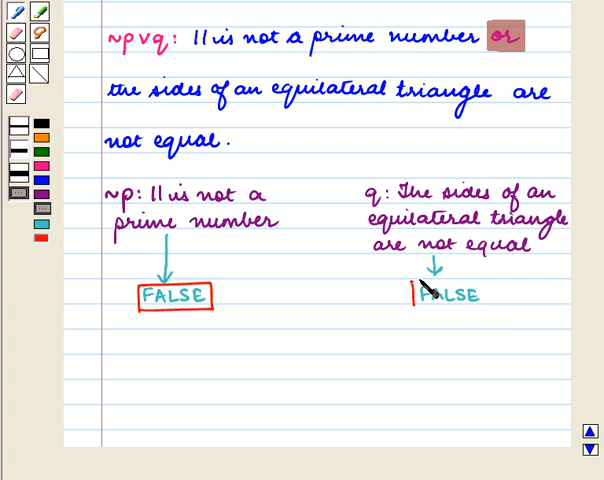 ~p∨q: 11 is not a prime number or
the sides of an equilateral triangle are
not equal.
~p: 11 is not a
prime number
FALSE
q: The sides of an
equilateral triangle
are not equal
FALSE